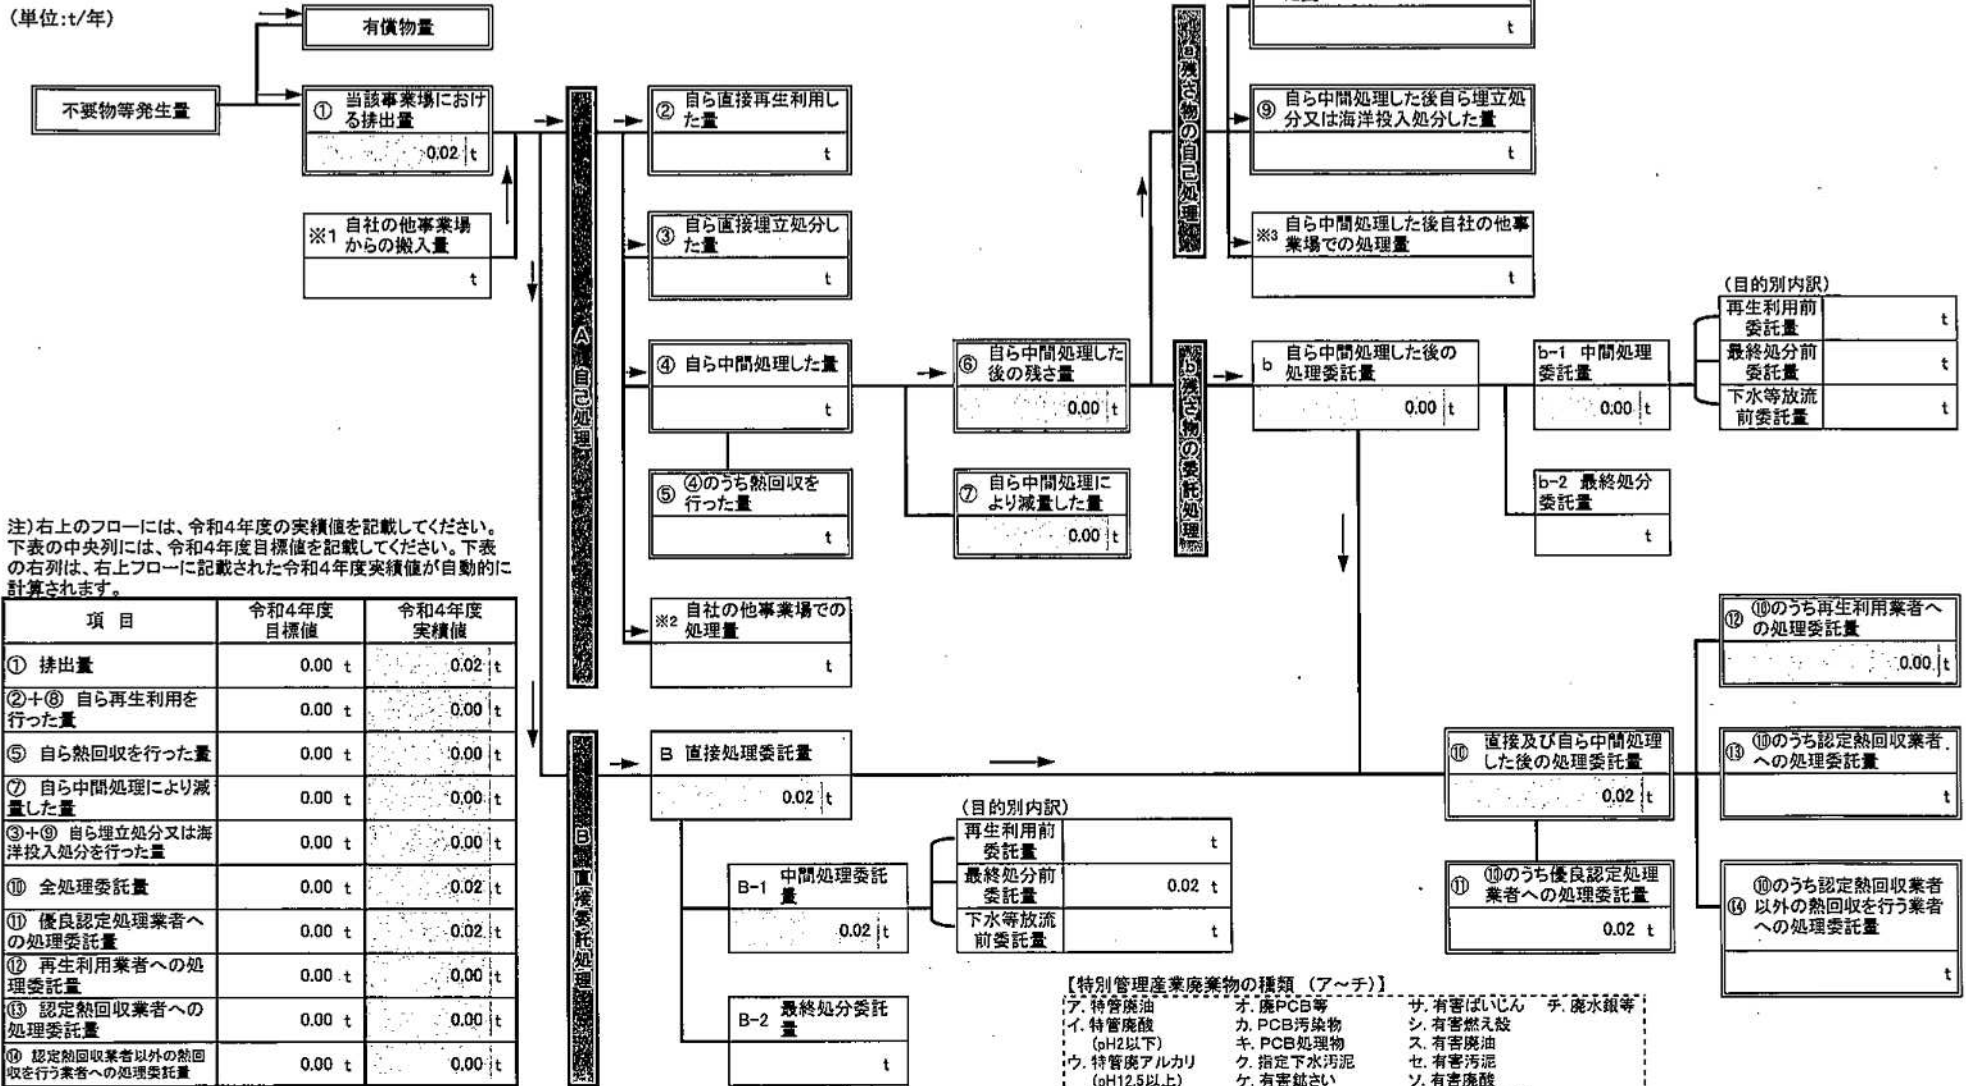 (単位:t/年)
有償物量
不要物等発生量
① 当該事業場におけ
る排出量
0.02 t
※1 自社の他事業場
からの搬入量
t
A 自己処理
② 自ら直接再生利用し
た量
t
③ 自ら直接埋立処分し
た量
t
④ 自ら中間処理した量
t
⑤ ④のうち熱回収を
行った量
t
※2 自社の他事業場での
処理量
t
⑥ 自ら中間処理した
後の残さ量
0.00 t
⑦ 自ら中間処理に
より減量した量
0.00 t
a残さ物の自己処理
t
⑨ 自ら中間処理した後自ら埋立処
分又は海洋投入処分した量
t
※3 自ら中間処理した後自社の他事
業場での処理量
t
b残さ物の委託処理
b 自ら中間処理した後の
処理委託量
0.00 t
b-1 中間処理
委託量
0.00 t
b-2 最終処分
委託量
t
(目的別内訳)
再生利用前
委託量 t
最終処分前
委託量 t
下水等放流
前委託量 t
注)右上のフローには、令和4年度の実績値を記載してください。
下表の中央列には、令和4年度目標値を記載してください。下表
の右列は、右上フローに記載された令和4年度実績値が自動的に
計算されます。
項 目 令和4年度
目標値 令和4年度
実績値
① 排出量 0.00 t 0.02 t
②+⑧ 自ら再生利用を
行った量 0.00 t 0.00 t
⑤ 自ら熱回収を行った量 0.00 t 0.00 t
⑦ 自ら中間処理により減
量した量 0.00 t 0.00 t
③+⑨ 自ら埋立処分又は海
洋投入処分を行った量 0.00 t 0.00 t
⑩ 全処理委託量 0.00 t 0.02 t
⑪ 優良認定処理業者へ
の処理委託量 0.00 t 0.02 t
⑫ 再生利用業者への処
理委託量 0.00 t 0.00 t
⑬ 認定熱回収業者への
処理委託量 0.00 t 0.00 t
⑭ 認定熱回収業者以外の熱回
収を行う業者への処理委託量 0.00 t 0.00 t
B 直接委託処理
B 直接処理委託量
0.02 t
B-1 中間処理委託
量
0.02 t
B-2 最終処分委託
量
t
(目的別内訳)
再生利用前
委託量 t
最終処分前
委託量 0.02 t
下水等放流
前委託量 t
⑩ 直接及び自ら中間処理
した後の処理委託量
0.02 t
⑪ ⑩のうち優良認定処理
業者への処理委託量
0.02 t
⑫ ⑩のうち再生利用業者へ
の処理委託量
0.00 t
⑬ ⑩のうち認定熱回収業者
への処理委託量
t
⑭ ⑩のうち認定熱回収業者
以外の熱回収を行う業者
への処理委託量
t
【特別管理産業廃棄物の種類 (ア~チ)】
ア. 特管廃油 オ. 廃PCB等 サ. 有害ばいじん チ. 廃水銀等
イ. 特管廃酸 カ. PCB汚染物 シ. 有害燃え殻
(pH2以下) キ. PCB処理物 ス. 有害廃油
ウ. 特管廃アルカリ ク. 指定下水汚泥 セ. 有害汚泥
(pH12.5以上) ケ. 有害鉱さい ソ. 有害廃酸